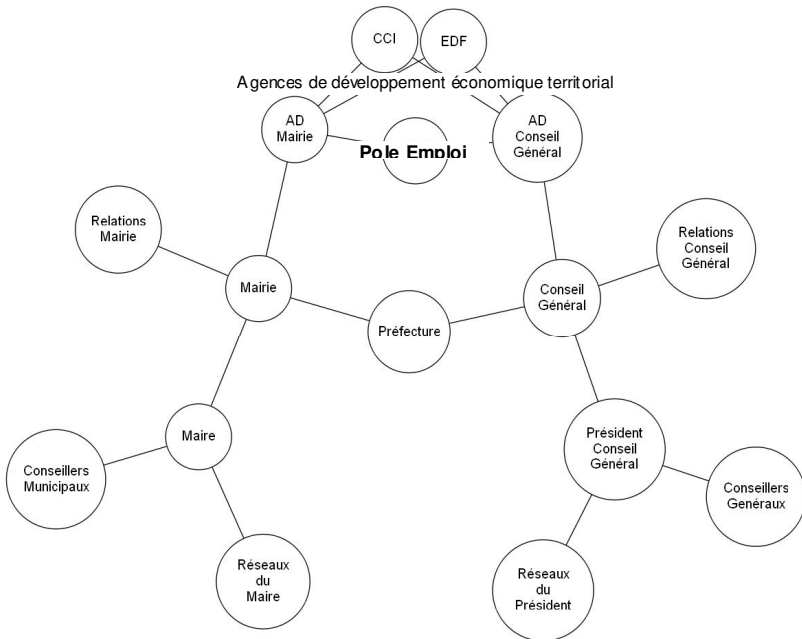 CCI
EDF
Agences de développement économique territorial
AD
Mairie
AD
Conseil
Général
Pole Emploi
Relations
Mairie
Relations
Conseil
Général
Mairie
Conseil
Général
Préfecture
Maire
Président
Conseil
Général
Conseillers
Municipaux
Conseillers
Genéraux
Réseaux
du
Maire
Réseaux
du
Président